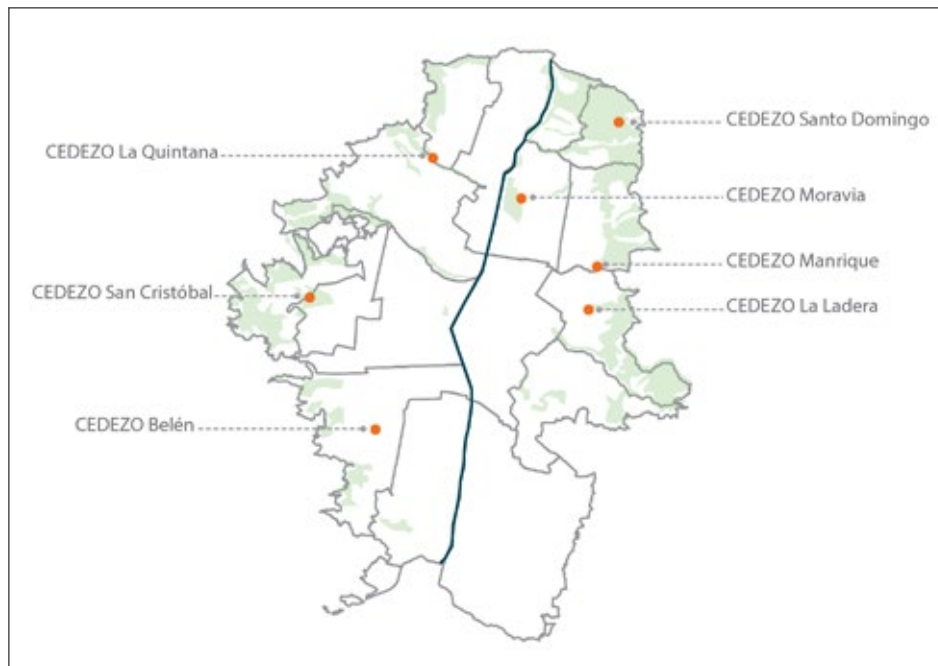 CEDEZO Santo Domingo
CEDEZO La Quintana
CEDEZO Moravia
CEDEZO Manrique
CEDEZO San Cristóbal
CEDEZO La Ladera
CEDEZO Belén